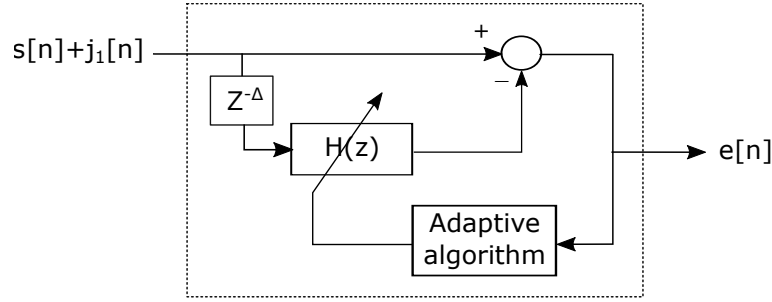 s[n]+j₁[n]
+
−
Z⁻ᐞ
H(z)
e[n]
Adaptive
algorithm